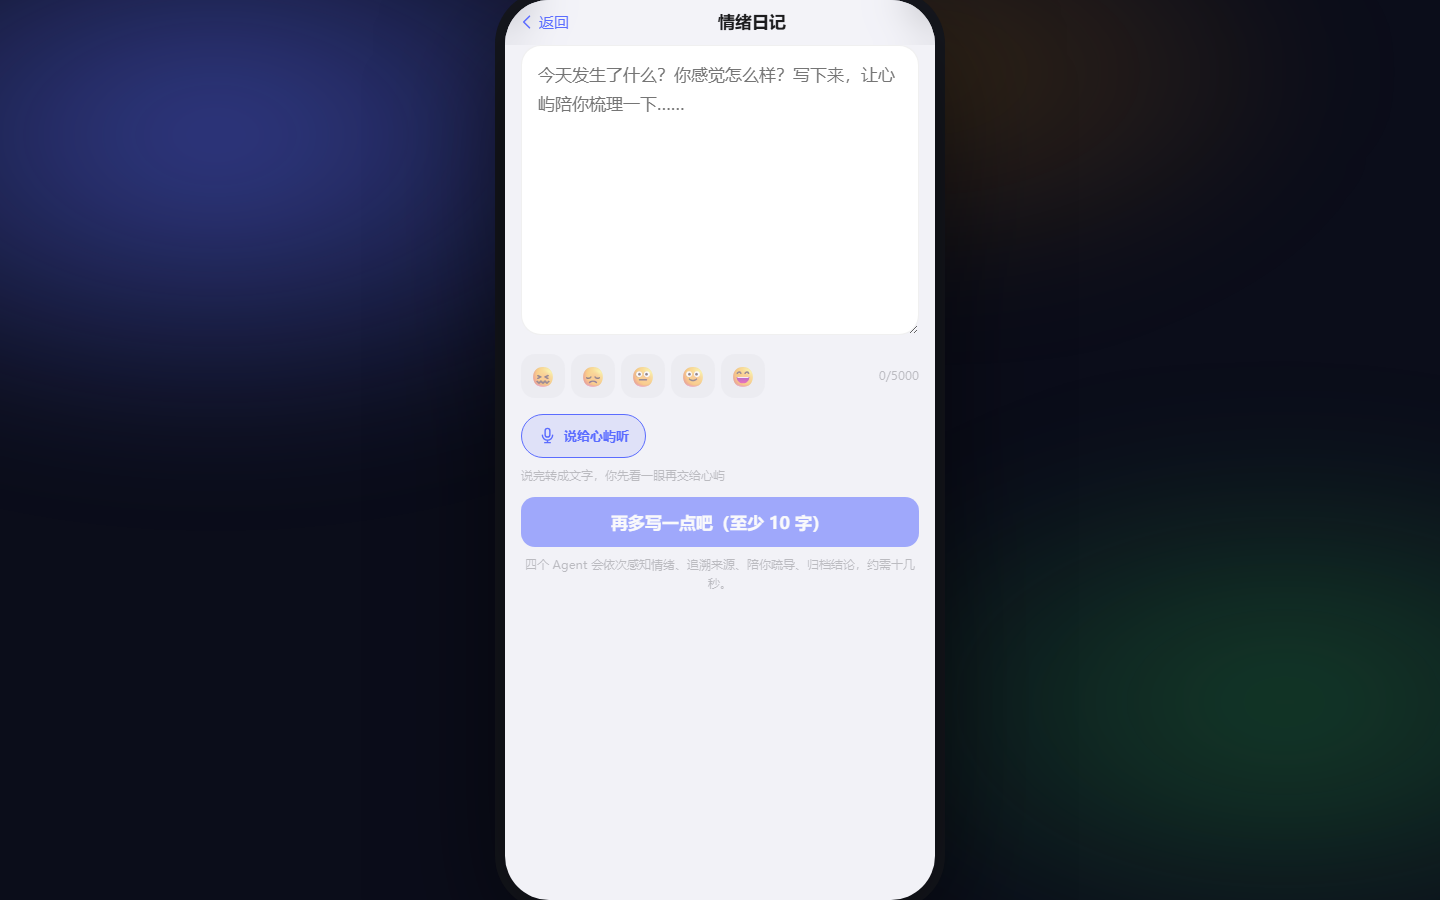 返回
情绪日记
今天发生了什么？你感觉怎么样？写下来，让心
屿陪你梳理一下……
0/5000
说给心屿听
说完转成文字，你先看一眼再交给心屿
再多写一点吧（至少 10 字）
四个 Agent 会依次感知情绪、追溯来源、陪你疏导、归档结论，约需十几
秒。